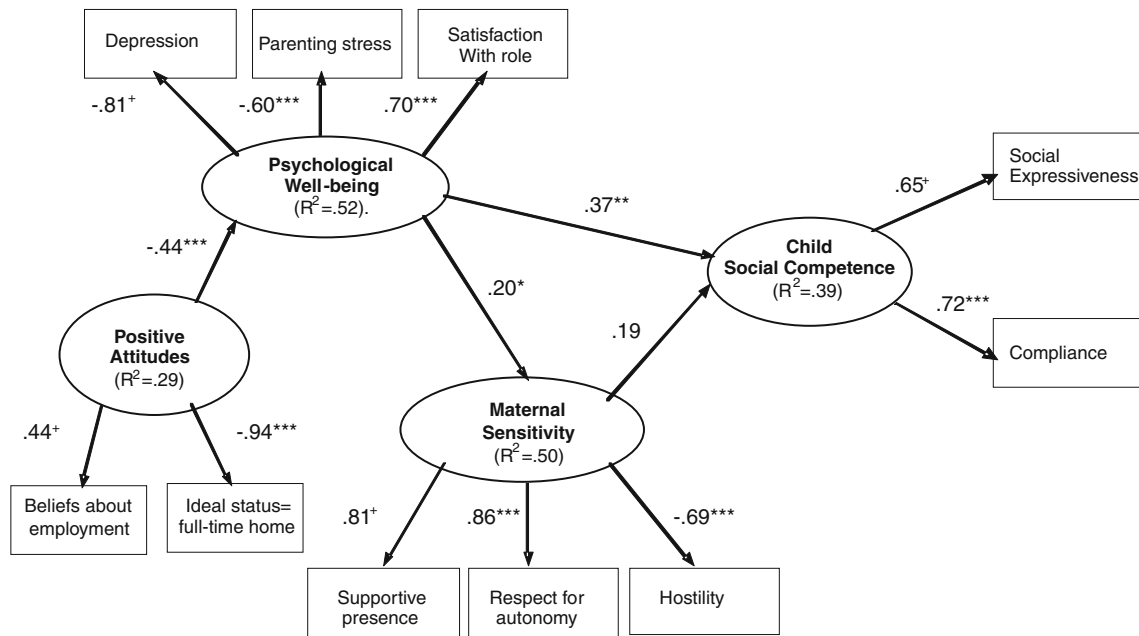 Depression
Parenting stress
Satisfaction
With role
-.81+
-.60***
.70***
Psychological
Well-being
(R²=.52).
Social
Expressiveness
.65+
.37**
Child
Social Competence
(R²=.39)
-.44***
.20*
.72***
Compliance
.19
Positive
Attitudes
(R²=.29)
Maternal
Sensitivity
(R²=.50)
.44+
-.94***
Beliefs about
employment
Ideal status=
full-time home
.81+
.86***
-.69***
Supportive
presence
Respect for
autonomy
Hostility